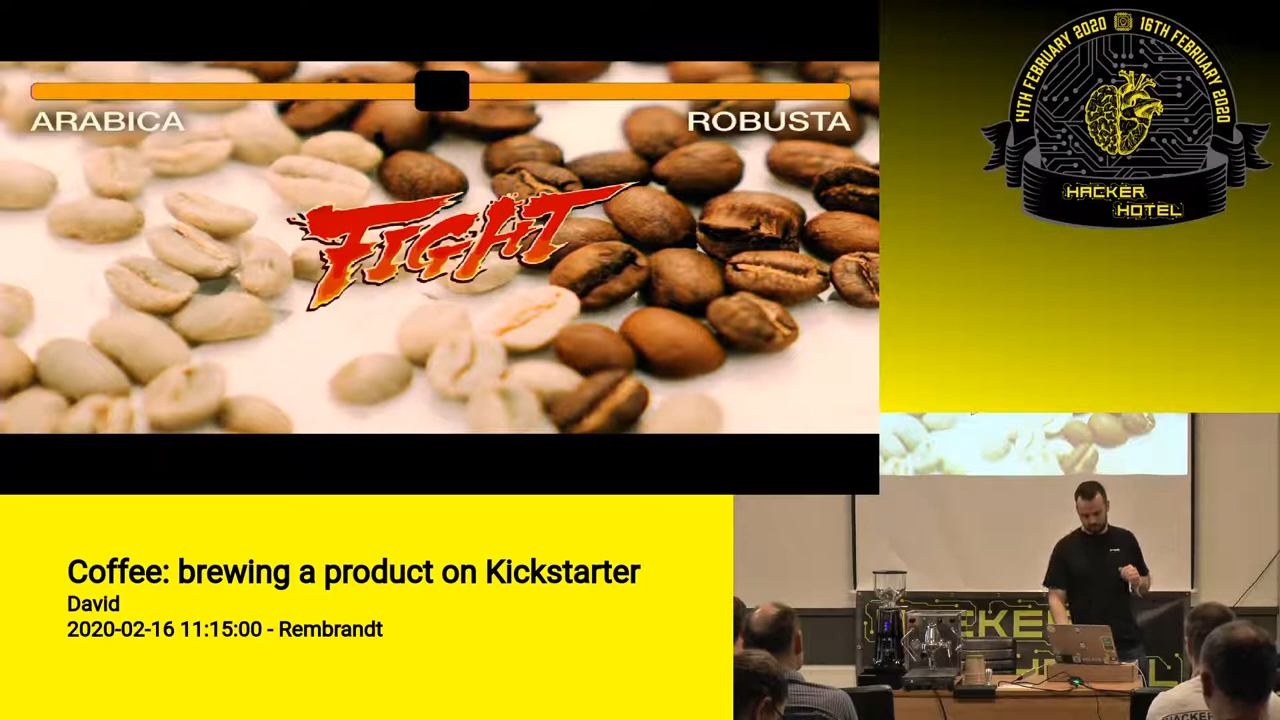 ARABICA
ROBUSTA
FIGHT
14TH FEBRUARY 2020
16TH FEBRUARY 2020
HACKER
HOTEL
Coffee: brewing a product on Kickstarter
David
2020-02-16 11:15:00 - Rembrandt